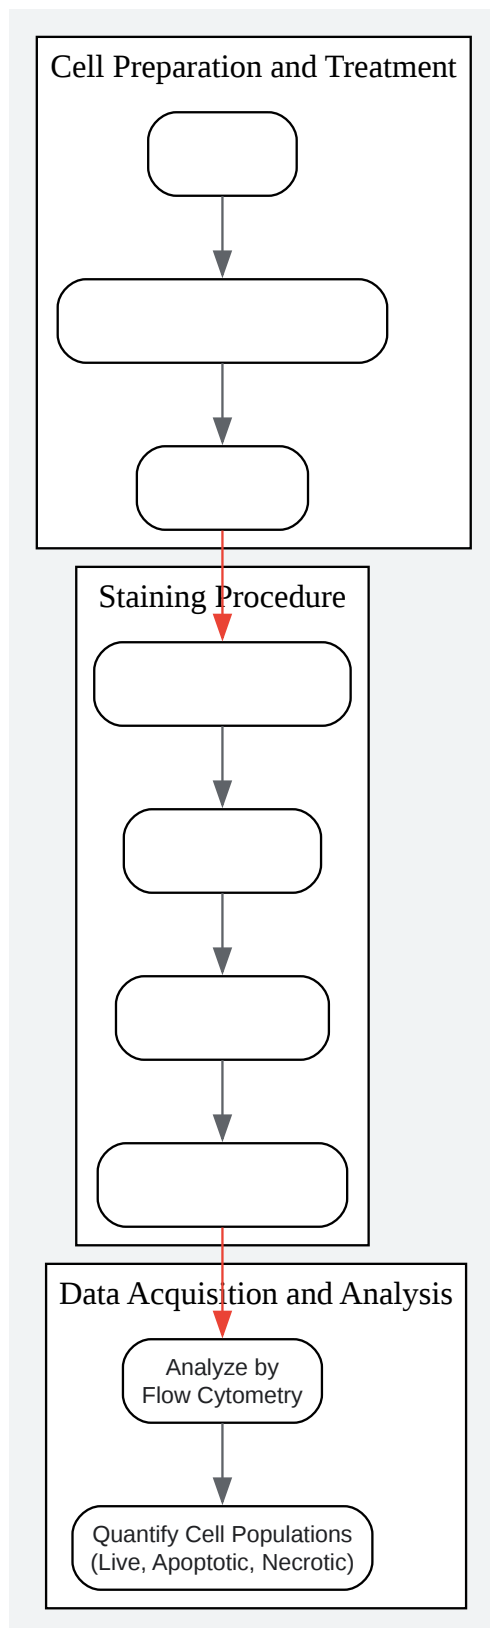 Cell Preparation and Treatment
Staining Procedure
Data Acquisition and Analysis
Analyze by
Flow Cytometry
Quantify Cell Populations
(Live, Apoptotic, Necrotic)